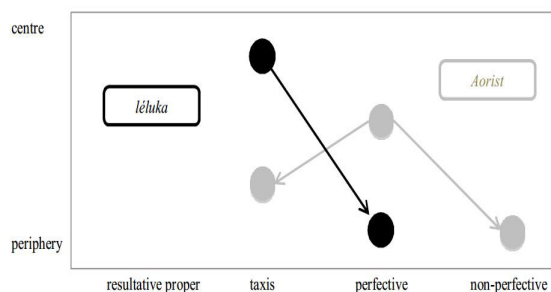 centre
léluka
Aorist
periphery
resultative proper taxis perfective non-perfective